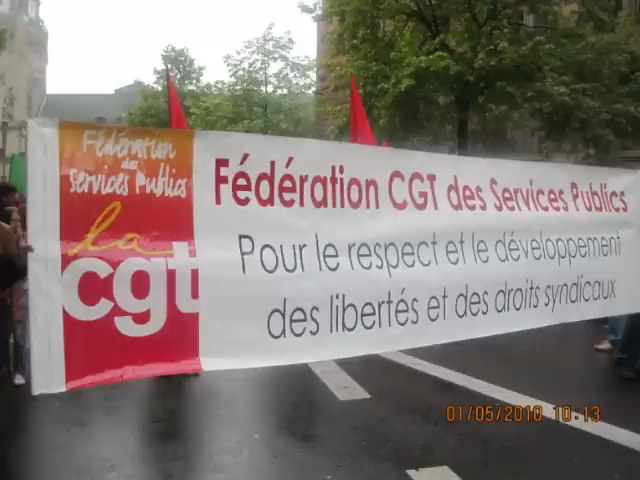 Fédération
des
Services Publics
la
cgt
Fédération CGT des Services Publics
Pour le respect et le développement
des libertés et des droits syndicaux
01/05/2010 10:13